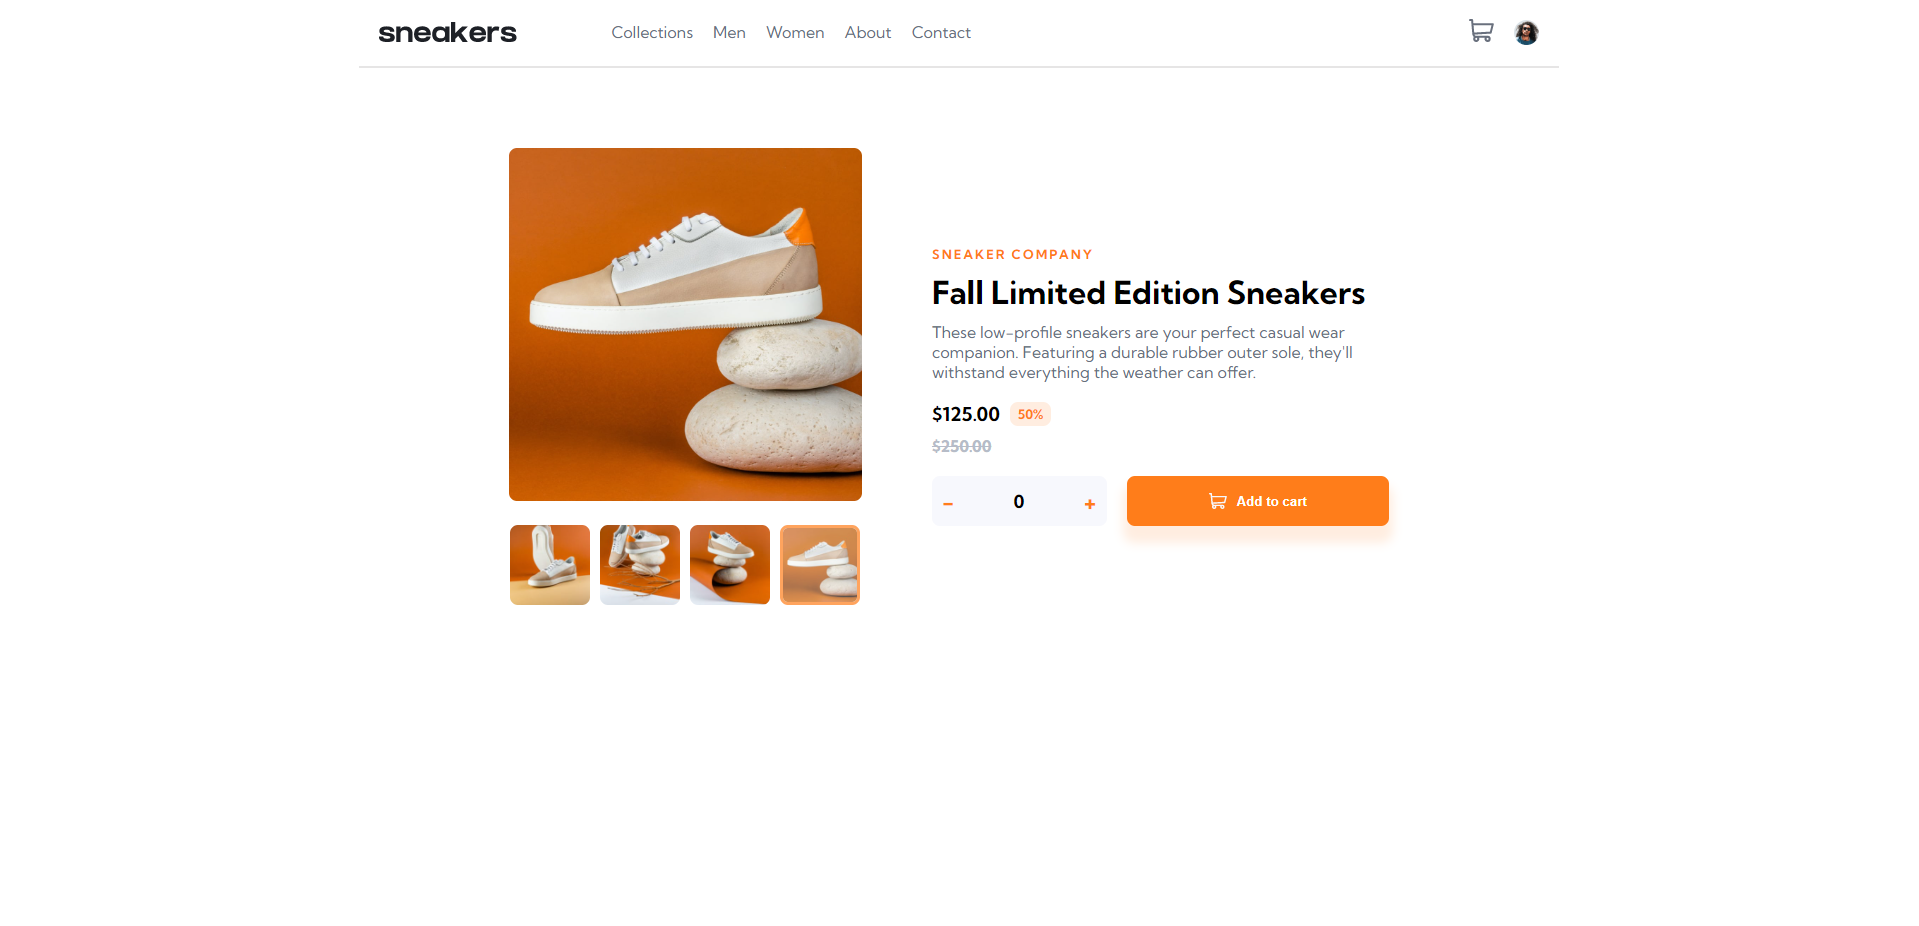 sneakers
Collections Men Women About Contact
SNEAKER COMPANY
Fall Limited Edition Sneakers
These low-profile sneakers are your perfect casual wear
companion. Featuring a durable rubber outer sole, they'll
withstand everything the weather can offer.
$125.00 50%
$250.00
- 0 + Add to cart